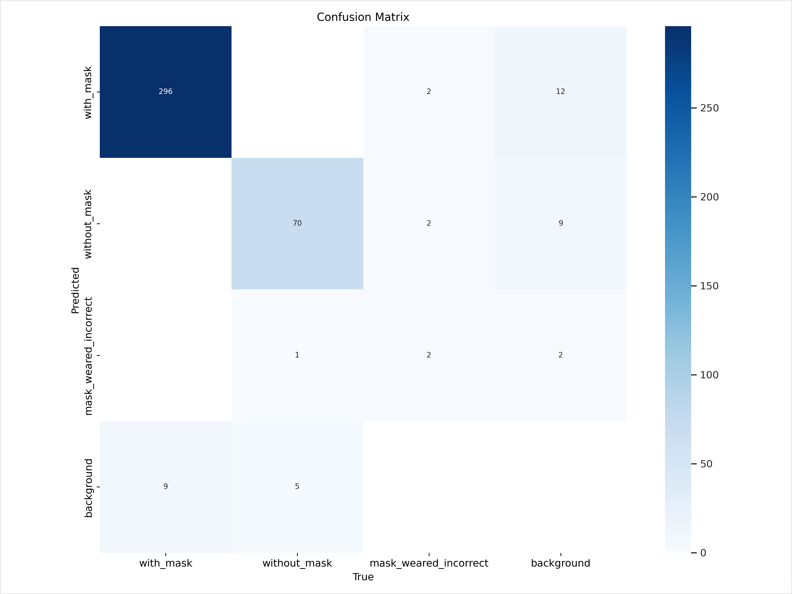 Confusion Matrix
with_mask
296
2
12
without_mask
70
2
9
mask_weared_incorrect
1
2
2
background
9
5
Predicted
with_mask
without_mask
mask_weared_incorrect
background
True
250
200
150
100
50
0